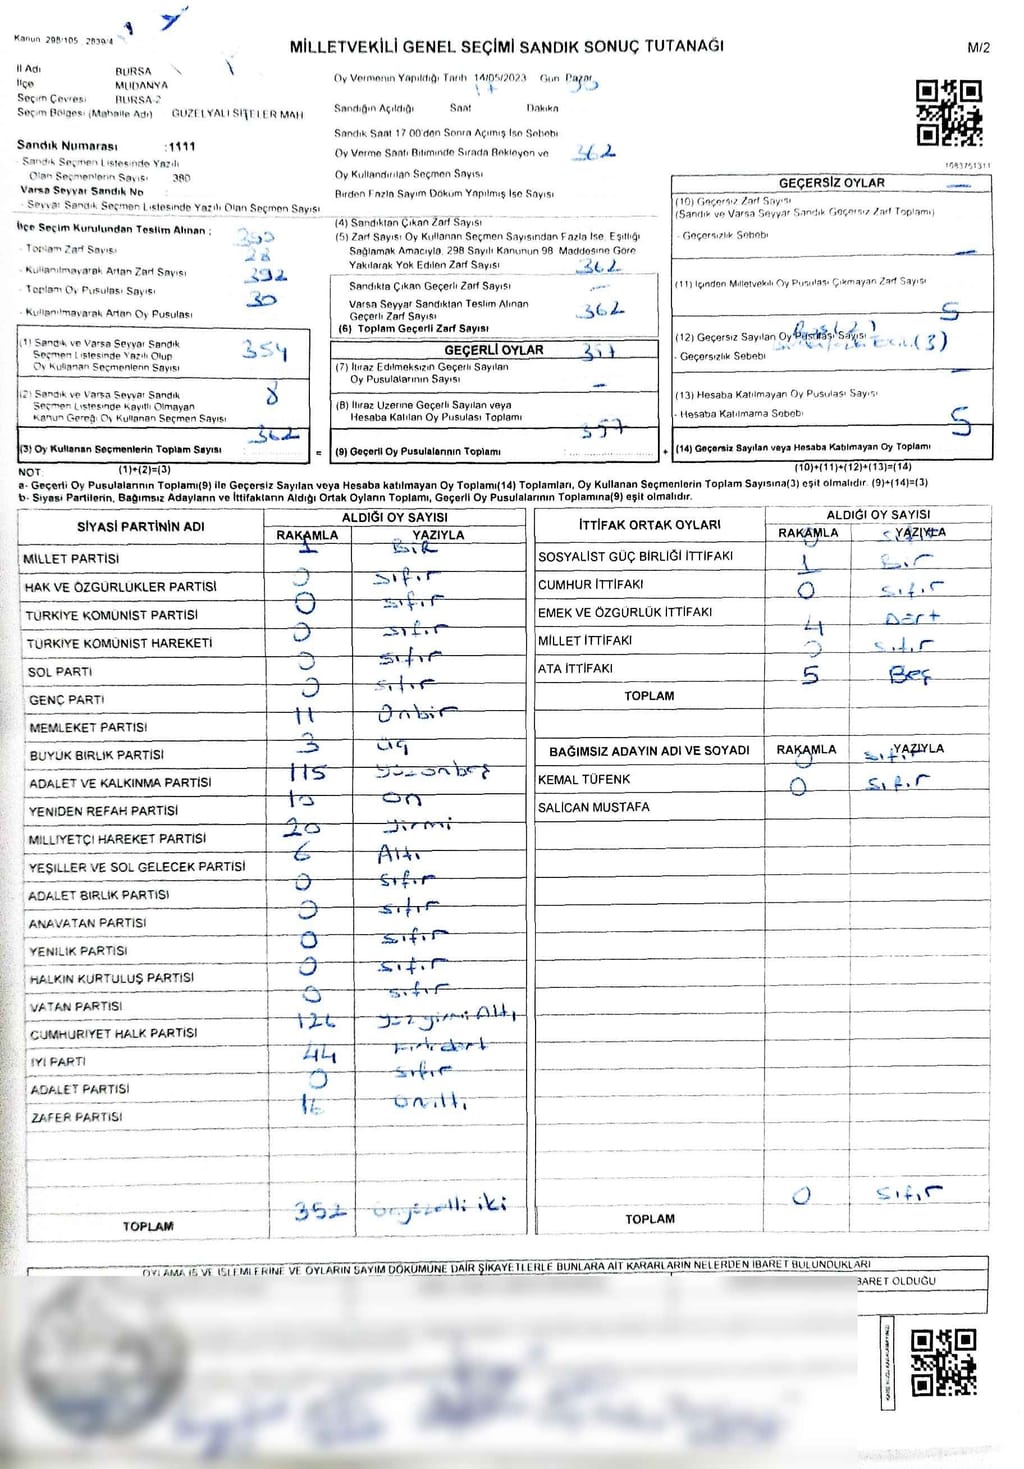 Kanun 298/105 2839/4
MİLLETVEKİLİ GENEL SEÇİMİ SANDIK SONUÇ TUTANAĞI
M/2
İl Adı BURSA
İlçe MUDANYA
Seçim Çevresi BURSA-2
Seçim Bölgesi (Mahalle Adı) GÜZELYALI SİTELER MAH
Sandık Numarası :1111
- Sandık Seçmen Listesinde Yazılı
Olan Seçmenlerin Sayısı 380
Varsa Seyyar Sandık No
- Seyyar Sandık Seçmen Listesinde Yazılı Olan Seçmen Sayısı
Oy Vermenin Yapıldığı Tarih 14/05/2023 Gün Pazar
Sandığın Açıldığı Saat 17 Dakika
Sandık Saat 17 00'den Sonra Açılmış İse Sebebi
Oy Verme Saati Bitiminde Sırada Bekleyen ve
Oy Kullandırılan Seçmen Sayısı
362
Birden Fazla Sayım Döküm Yapılmış İse Sayısı
1083751311
İlçe Seçim Kurulundan Teslim Alınan :
- Toplam Zarf Sayısı
- Kullanılmayarak Artan Zarf Sayısı 28
- Toplam Oy Pusulası Sayısı 392
- Kullanılmayarak Artan Oy Pusulası 30
(1) Sandık ve Varsa Seyyar Sandık
Seçmen Listesinde Yazılı Olup
Oy Kullanan Seçmenlerin Sayısı
354
(2) Sandık ve Varsa Seyyar Sandık
Seçmen Listesinde Kayıtlı Olmayan
Kanun Gereği Oy Kullanan Seçmen Sayısı
8
(3) Oy Kullanan Seçmenlerin Toplam Sayısı 362
(1)+(2)=(3)
(4) Sandıktan Çıkan Zarf Sayısı
(5) Zarf Sayısı Oy Kullanan Seçmen Sayısından Fazla İse, Eşitliği
Sağlamak Amacıyla, 298 Sayılı Kanunun 98 Maddesine Göre
Yakılarak Yok Edilen Zarf Sayısı
362
Sandıkta Çıkan Geçerli Zarf Sayısı —
Varsa Seyyar Sandıktan Teslim Alınan
Geçerli Zarf Sayısı
362
(6) Toplam Geçerli Zarf Sayısı
GEÇERLİ OYLAR
357
(7) İtiraz Edilmeksizin Geçerli Sayılan
Oy Pusulalarının Sayısı
—
(8) İtiraz Üzerine Geçerli Sayılan veya
Hesaba Katılan Oy Pusulası Toplamı
357
= (9) Geçerli Oy Pusulalarının Toplamı
GEÇERSİZ OYLAR
—
(10) Geçersiz Zarf Sayısı
(Sandık ve Varsa Seyyar Sandık Geçersiz Zarf Toplamı)
- Geçersizlik Sebebi
—
(11) İçinden Milletvekili Oy Pusulası Çıkmayan Zarf Sayısı
5
(12) Geçersiz Sayılan Oy Pusulası Sayısı
- Geçersizlik Sebebi (3)
(13) Hesaba Katılmayan Oy Pusulası Sayısı —
- Hesaba Katılmama Sebebi
5
+ (14) Geçersiz Sayılan veya Hesaba Katılmayan Oy Toplamı
(10)+(11)+(12)+(13)=(14)
NOT:
a- Geçerli Oy Pusulalarının Toplamı(9) ile Geçersiz Sayılan veya Hesaba katılmayan Oy Toplamı(14) Toplamları, Oy Kullanan Seçmenlerin Toplam Sayısına(3) eşit olmalıdır. (9)+(14)=(3)
b- Siyasi Partilerin, Bağımsız Adayların ve İttifakların Aldığı Ortak Oyların Toplamı, Geçerli Oy Pusulalarının Toplamına(9) eşit olmalıdır.
SİYASİ PARTİNİN ADI ALDIĞI OY SAYISI
RAKAMLA YAZIYLA
MİLLET PARTİSİ 1 Bir
HAK VE ÖZGÜRLÜKLER PARTİSİ 0 sıfır
TÜRKİYE KOMÜNİST PARTİSİ 0 sıfır
TÜRKİYE KOMÜNİST HAREKETİ 0 sıfır
SOL PARTİ 0 sıfır
GENÇ PARTİ 0 sıfır
MEMLEKET PARTİSİ 11 Onbir
BÜYÜK BİRLİK PARTİSİ 3 üç
ADALET VE KALKINMA PARTİSİ 115 yüzonbeş
YENİDEN REFAH PARTİSİ 10 on
MİLLİYETÇİ HAREKET PARTİSİ 20 yirmi
YEŞİLLER VE SOL GELECEK PARTİSİ 6 Altı
ADALET BİRLİK PARTİSİ 0 sıfır
ANAVATAN PARTİSİ 0 sıfır
YENİLİK PARTİSİ 0 sıfır
HALKIN KURTULUŞ PARTİSİ 0 sıfır
VATAN PARTİSİ 0 sıfır
CUMHURİYET HALK PARTİSİ 126 yüzyirmiAltı
İYİ PARTİ 44 kırkdört
ADALET PARTİSİ 0 sıfır
ZAFER PARTİSİ 16 onaltı
TOPLAM 352 üçyüzelli iki
İTTİFAK ORTAK OYLARI ALDIĞI OY SAYISI
RAKAMLA YAZIYLA
SOSYALİST GÜÇ BİRLİĞİ İTTİFAKI 0 sıfır
CUMHUR İTTİFAKI 1 Bir
EMEK VE ÖZGÜRLÜK İTTİFAKI 0 sıfır
MİLLET İTTİFAKI 4 Dört
ATA İTTİFAKI 0 sıfır
TOPLAM 5 Beş
BAĞIMSIZ ADAYIN ADI VE SOYADI RAKAMLA YAZIYLA
KEMAL TÜFENK 0 sıfır
SALİCAN MUSTAFA 0 sıfır
TOPLAM 0 sıfır
OYLAMA İŞ VE İŞLEMLERİNE VE OYLARIN SAYIM DÖKÜMÜNE DAİR ŞİKAYETLERLE BUNLARA AİT KARARLARIN NELERDEN İBARET BULUNDUKLARI
BARET OLDUĞU